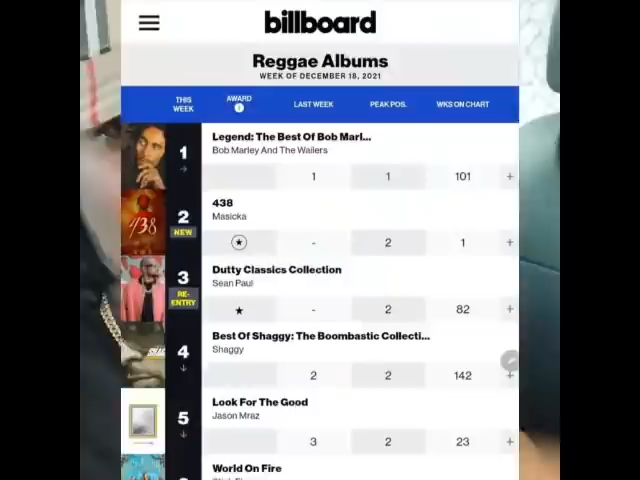 billboard
Reggae Albums
WEEK OF DECEMBER 18, 2021
THIS WEEK AWARD LAST WEEK PEAK POS. WKS ON CHART
1 Legend: The Best Of Bob Marl...
Bob Marley And The Wailers
1 1 101 +
2 438
NEW Masicka
- 2 1 +
438
3 Dutty Classics Collection
RE-ENTRY Sean Paul
- 2 82 +
4 Best Of Shaggy: The Boombastic Collecti...
Shaggy
2 2 142 +
5 Look For The Good
Jason Mraz
3 2 23 +
World On Fire